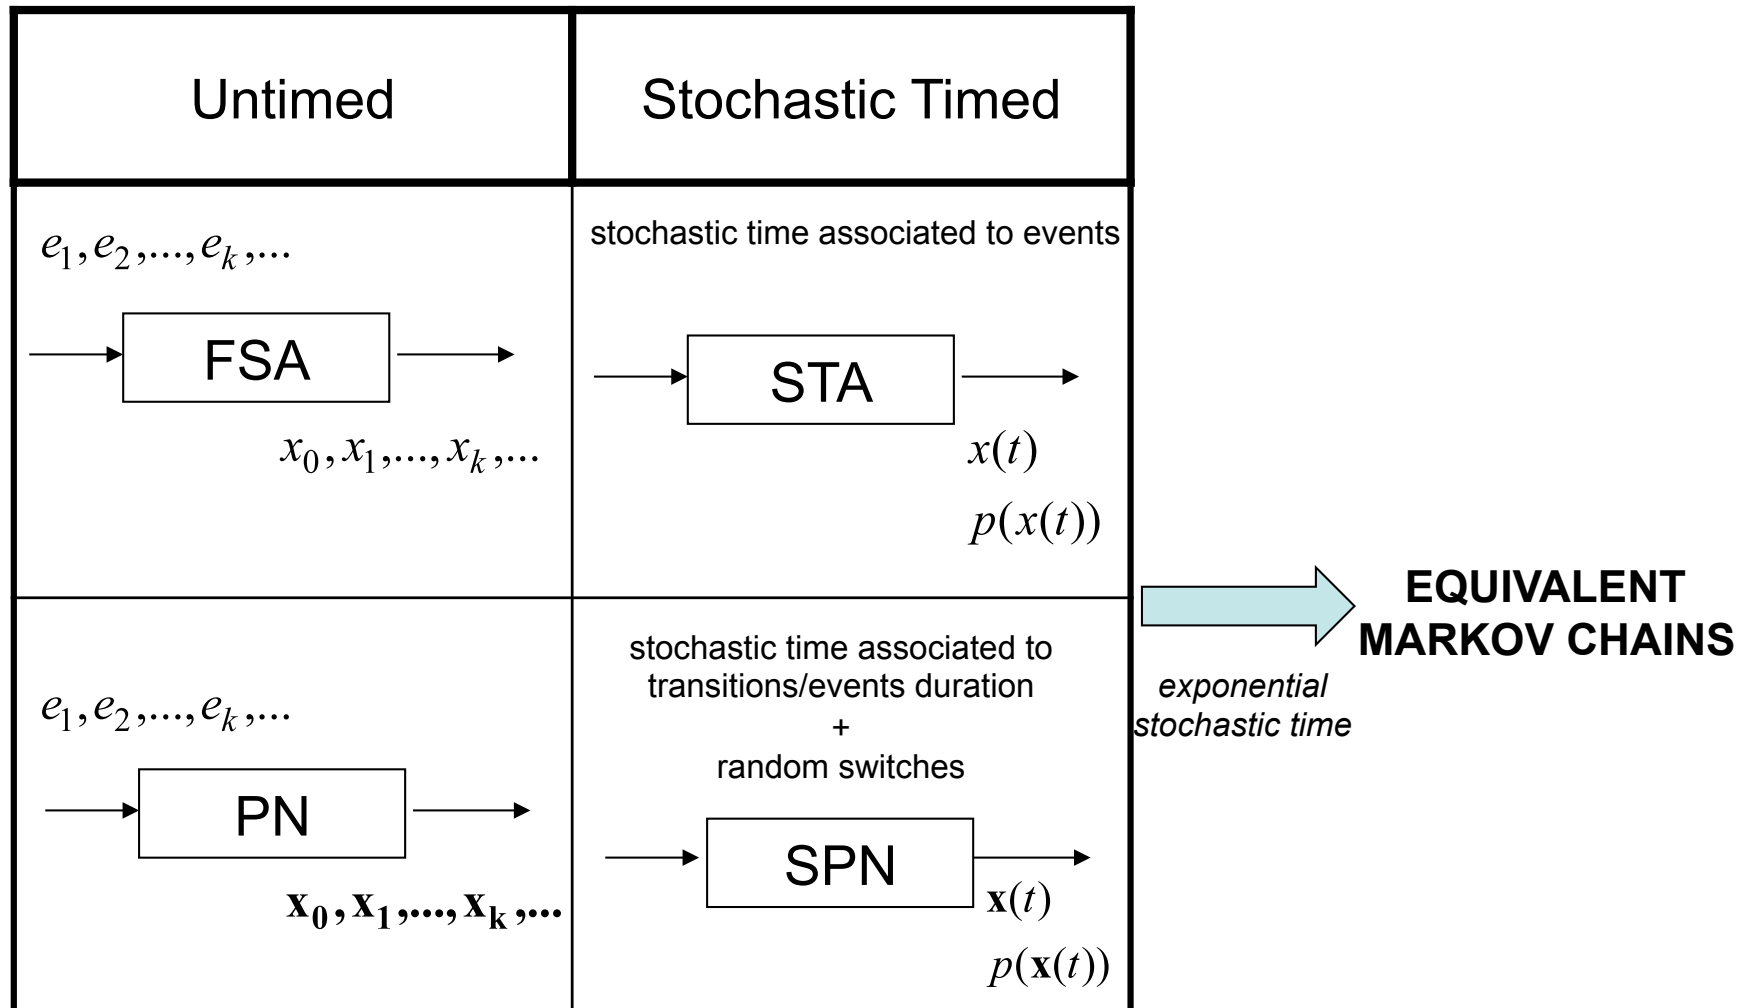 Untimed
Stochastic Timed
e₁,e₂,...,eₖ,...
FSA
x₀,x₁,...,xₖ,...
stochastic time associated to events
STA
x(t)
p(x(t))
e₁,e₂,...,eₖ,...
PN
𝐱₀,𝐱₁,...,𝐱ₖ,...
stochastic time associated to
transitions/events duration
+
random switches
SPN
𝐱(t)
p(𝐱(t))
exponential
stochastic time
EQUIVALENT
MARKOV CHAINS